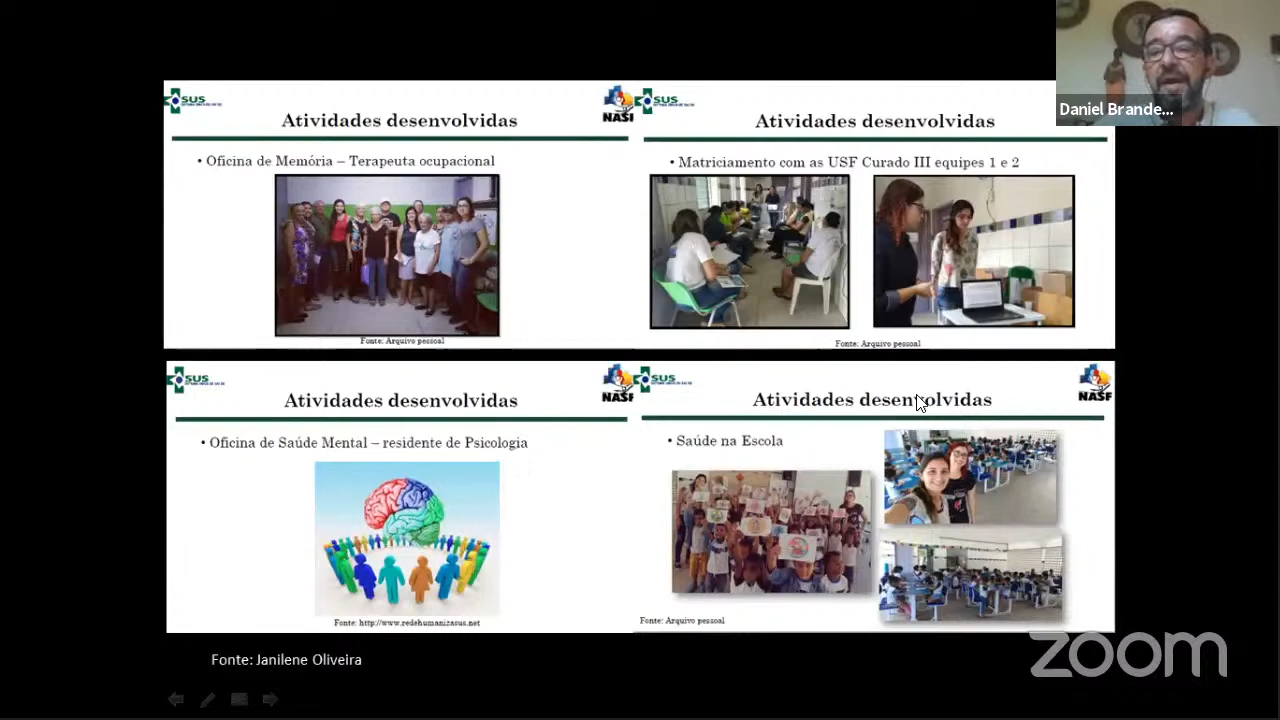 Daniel Brande...
SUS
NASF
Atividades desenvolvidas
• Oficina de Memória – Terapeuta ocupacional
Fonte: Arquivo pessoal
SUS
Atividades desenvolvidas
• Matriciamento com as USF Curado III equipes 1 e 2
Fonte: Arquivo pessoal
SUS
NASF
Atividades desenvolvidas
• Oficina de Saúde Mental – residente de Psicologia
Fonte: http://www.redehumanizasus.net
SUS
NASF
Atividades desenvolvidas
• Saúde na Escola
Fonte: Arquivo pessoal
Fonte: Janilene Oliveira
zoom